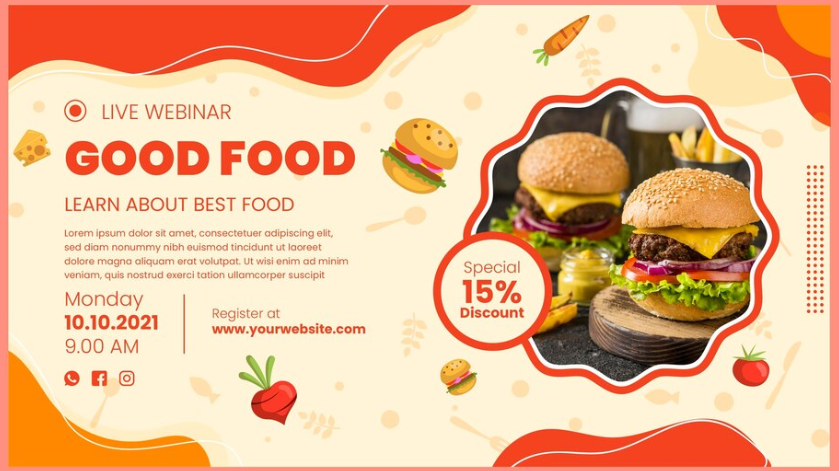 LIVE WEBINAR
GOOD FOOD
LEARN ABOUT BEST FOOD
Lorem ipsum dolor sit amet, consectetuer adipiscing elit,
sed diam nonummy nibh euismod tincidunt ut laoreet
dolore magna aliquam erat volutpat. Ut wisi enim ad minim
veniam, quis nostrud exerci tation ullamcorper suscipit
Monday
10.10.2021
9.00 AM
Register at
www.yourwebsite.com
Special
15%
Discount